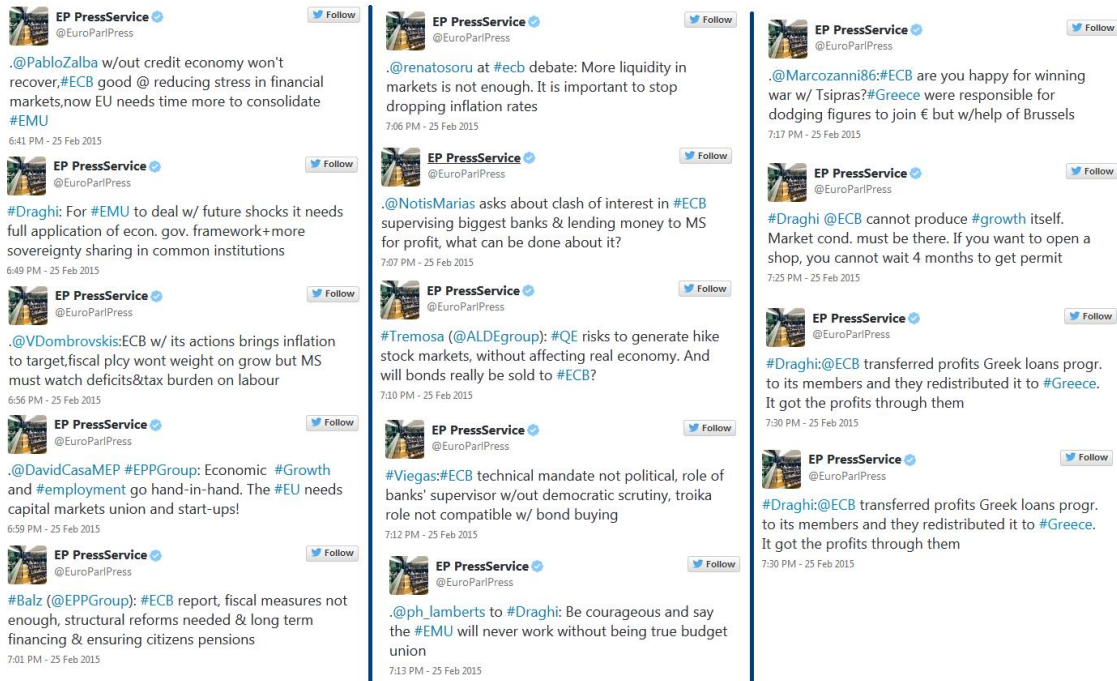 EP PressService
Follow
@EuroParlPress
.@PabloZalba w/out credit economy won't
recover,#ECB good @ reducing stress in financial
markets,now EU needs time more to consolidate
#EMU
6:41 PM - 25 Feb 2015
EP PressService
Follow
@EuroParlPress
#Draghi: For #EMU to deal w/ future shocks it needs
full application of econ. gov. framework+more
sovereignty sharing in common institutions
6:49 PM - 25 Feb 2015
EP PressService
Follow
@EuroParlPress
.@VDombrovskis:ECB w/ its actions brings inflation
to target,fiscal plcy wont weight on grow but MS
must watch deficits&tax burden on labour
6:56 PM - 25 Feb 2015
EP PressService
Follow
@EuroParlPress
.@DavidCasaMEP #EPPGroup: Economic #Growth
and #employment go hand-in-hand. The #EU needs
capital markets union and start-ups!
6:59 PM - 25 Feb 2015
EP PressService
Follow
@EuroParlPress
#Balz (@EPPGroup): #ECB report, fiscal measures not
enough, structural reforms needed & long term
financing & ensuring citizens pensions
7:01 PM - 25 Feb 2015
EP PressService
Follow
@EuroParlPress
.@renatosoru at #ecb debate: More liquidity in
markets is not enough. It is important to stop
dropping inflation rates
7:06 PM - 25 Feb 2015
EP PressService
Follow
@EuroParlPress
.@NotisMarias asks about clash of interest in #ECB
supervising biggest banks & lending money to MS
for profit, what can be done about it?
7:07 PM - 25 Feb 2015
EP PressService
Follow
@EuroParlPress
#Tremosa (@ALDEgroup): #QE risks to generate hike
stock markets, without affecting real economy. And
will bonds really be sold to #ECB?
7:10 PM - 25 Feb 2015
EP PressService
Follow
@EuroParlPress
#Viegas:#ECB technical mandate not political, role of
banks' supervisor w/out democratic scrutiny, troika
role not compatible w/ bond buying
7:12 PM - 25 Feb 2015
EP PressService
Follow
@EuroParlPress
.@ph_lamberts to #Draghi: Be courageous and say
the #EMU will never work without being true budget
union
7:13 PM - 25 Feb 2015
EP PressService
Follow
@EuroParlPress
.@Marcozanni86:#ECB are you happy for winning
war w/ Tsipras?#Greece were responsible for
dodging figures to join € but w/help of Brussels
7:17 PM - 25 Feb 2015
EP PressService
Follow
@EuroParlPress
#Draghi @ECB cannot produce #growth itself.
Market cond. must be there. If you want to open a
shop, you cannot wait 4 months to get permit
7:25 PM - 25 Feb 2015
EP PressService
Follow
@EuroParlPress
#Draghi:@ECB transferred profits Greek loans progr.
to its members and they redistributed it to #Greece.
It got the profits through them
7:30 PM - 25 Feb 2015
EP PressService
Follow
@EuroParlPress
#Draghi:@ECB transferred profits Greek loans progr.
to its members and they redistributed it to #Greece.
It got the profits through them
7:30 PM - 25 Feb 2015